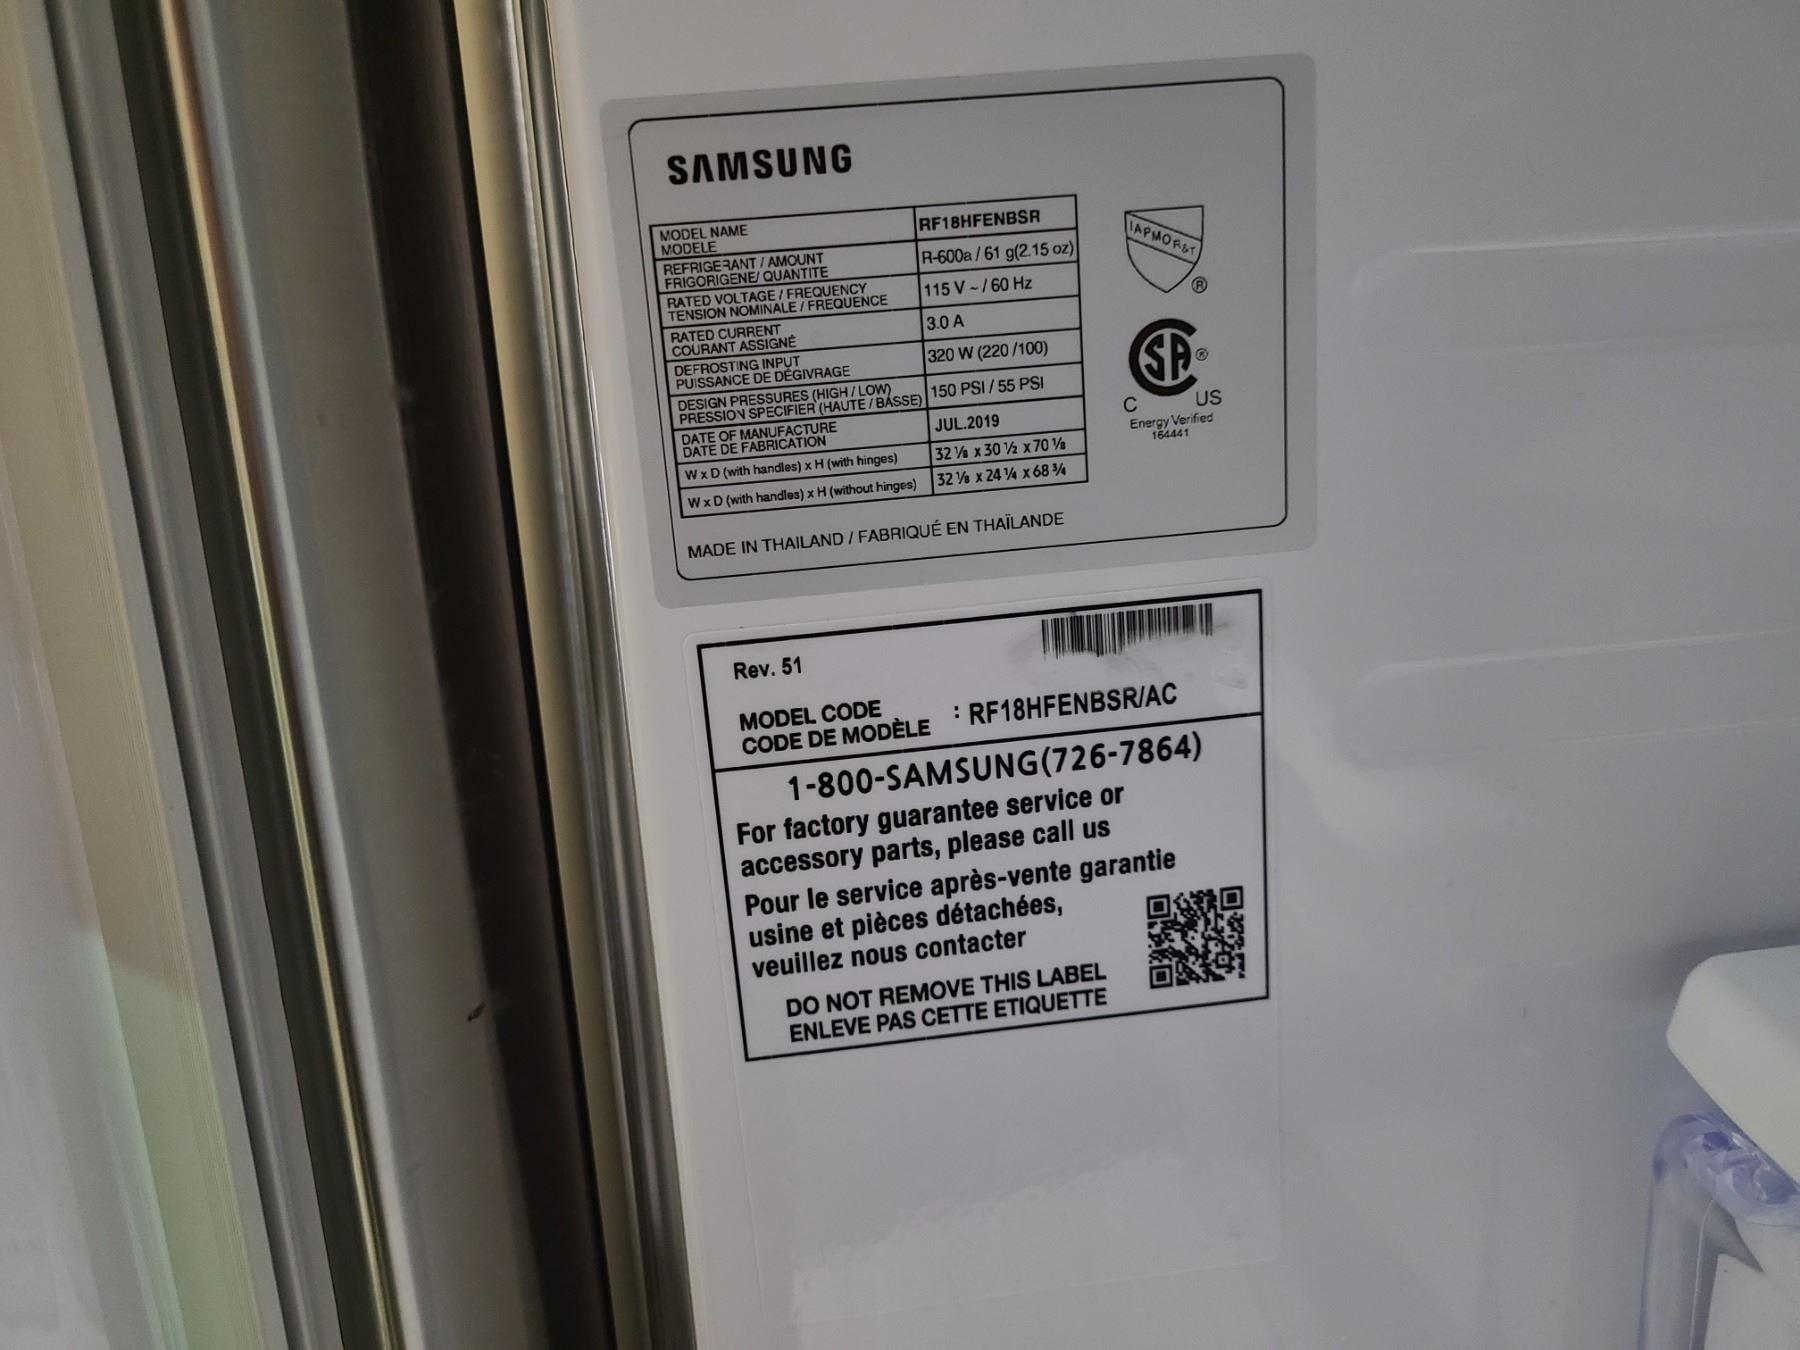 SAMSUNG
MODEL NAME
MODELE
RF18HFENBSR
REFRIGERANT / AMOUNT
FRIGORIGENE/ QUANTITE
R-600a / 61 g(2.15 oz)
RATED VOLTAGE / FREQUENCY
TENSION NOMINALE / FREQUENCE
115 V ~ / 60 Hz
RATED CURRENT
COURANT ASSIGNÉ
3.0 A
DEFROSTING INPUT
PUISSANCE DE DÉGIVRAGE
320 W (220 /100)
DESIGN PRESSURES (HIGH / LOW)
PRESSION SPECIFIER (HAUTE / BASSE)
150 PSI / 55 PSI
DATE OF MANUFACTURE
DATE DE FABRICATION
JUL.2019
W x D (with handles) x H (with hinges)
32 ⅛ x 30 ½ x 70 ⅛
W x D (with handles) x H (without hinges)
32 ⅛ x 24 ¼ x 68 ¾
MADE IN THAILAND / FABRIQUÉ EN THAÏLANDE
IAPMO R&T
®
SA ®
C US
Energy Verified
164441
Rev. 51
MODEL CODE
CODE DE MODÈLE : RF18HFENBSR/AC
1-800-SAMSUNG(726-7864)
For factory guarantee service or
accessory parts, please call us
Pour le service après-vente garantie
usine et pièces détachées,
veuillez nous contacter
DO NOT REMOVE THIS LABEL
ENLEVE PAS CETTE ETIQUETTE